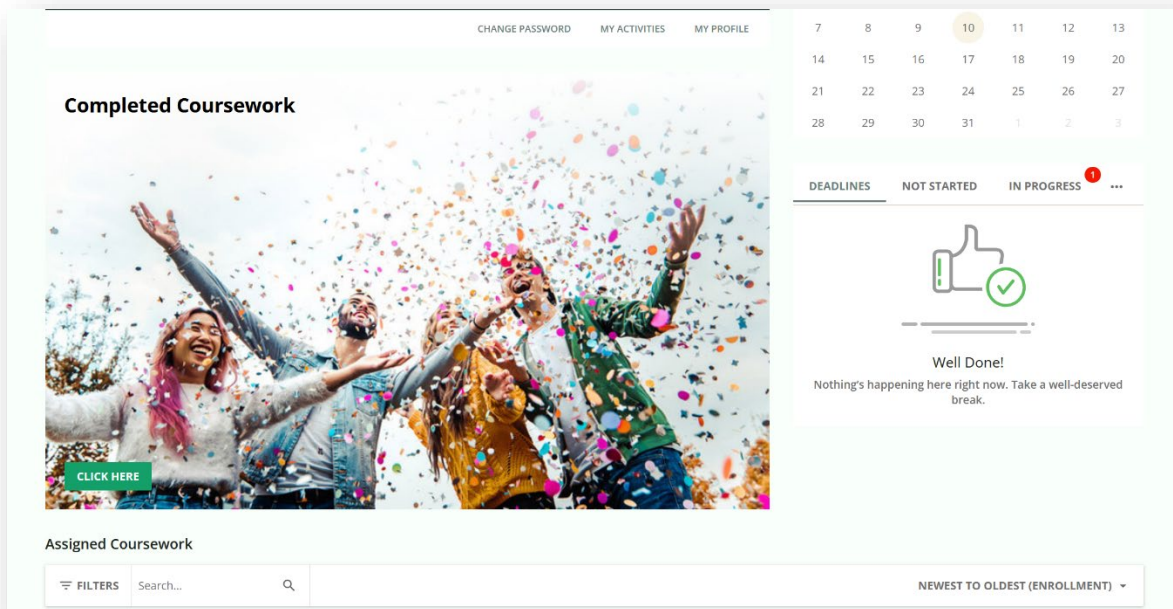 CHANGE PASSWORD MY ACTIVITIES MY PROFILE
Completed Coursework
CLICK HERE
7 8 9 10 11 12 13
14 15 16 17 18 19 20
21 22 23 24 25 26 27
28 29 30 31 1 2 3
DEADLINES NOT STARTED IN PROGRESS 1 ...
Well Done!
Nothing's happening here right now. Take a well-deserved
break.
Assigned Coursework
FILTERS Search... NEWEST TO OLDEST (ENROLLMENT)